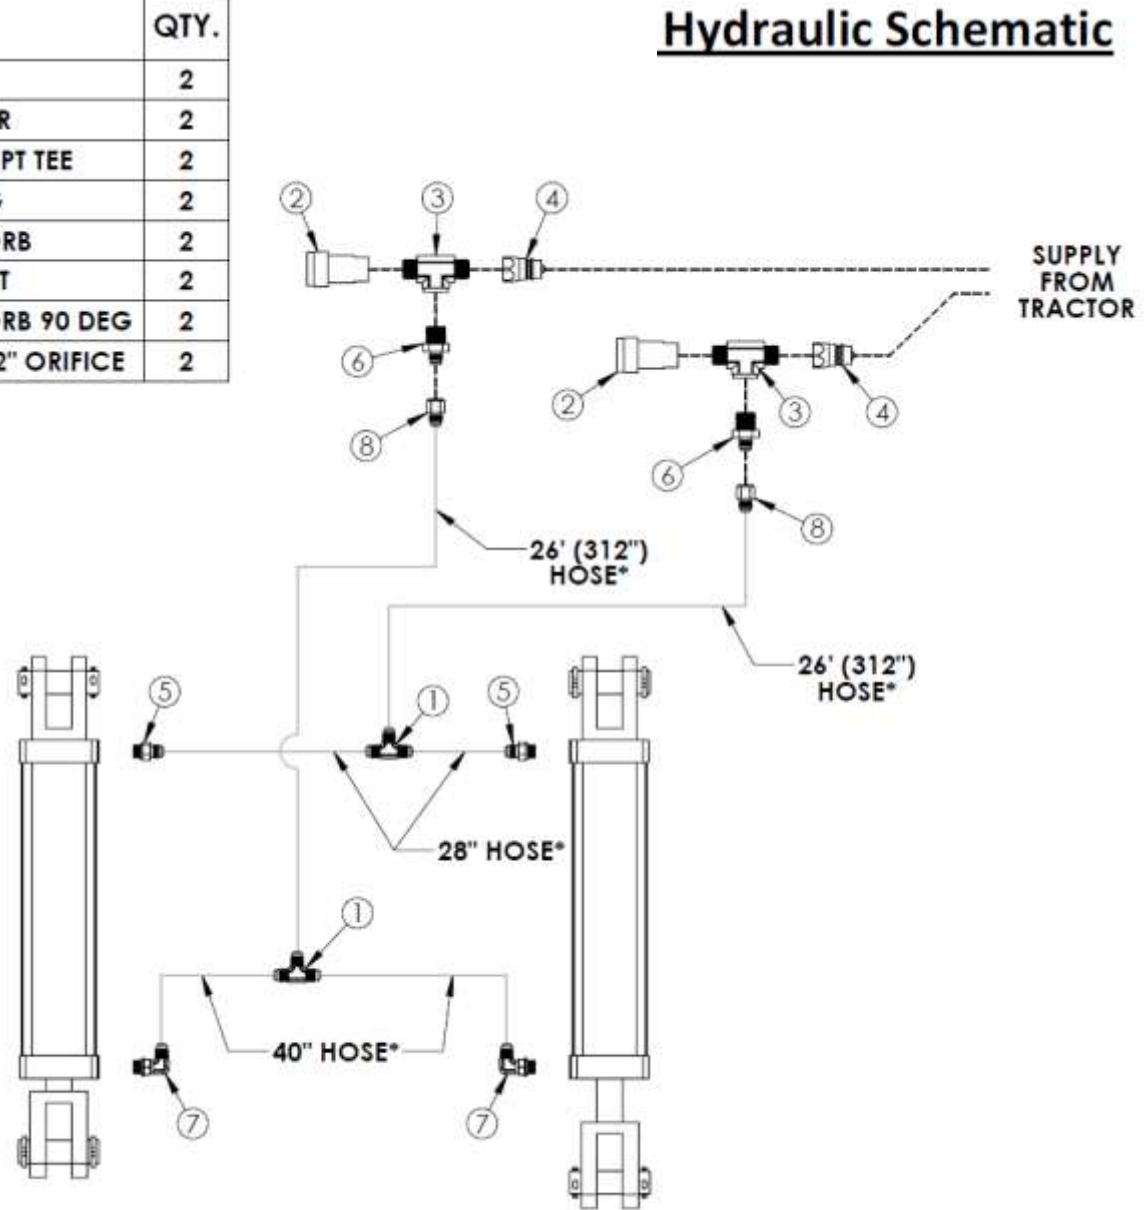 Hydraulic Schematic
QTY.
2
R 2
PT TEE 2
G 2
RB 2
T 2
RB 90 DEG 2
2" ORIFICE 2
2
3
4
SUPPLY
FROM
TRACTOR
6
2
3
4
8
6
8
26' (312")
HOSE*
26' (312")
HOSE*
5
1
5
28" HOSE*
1
40" HOSE*
7
7